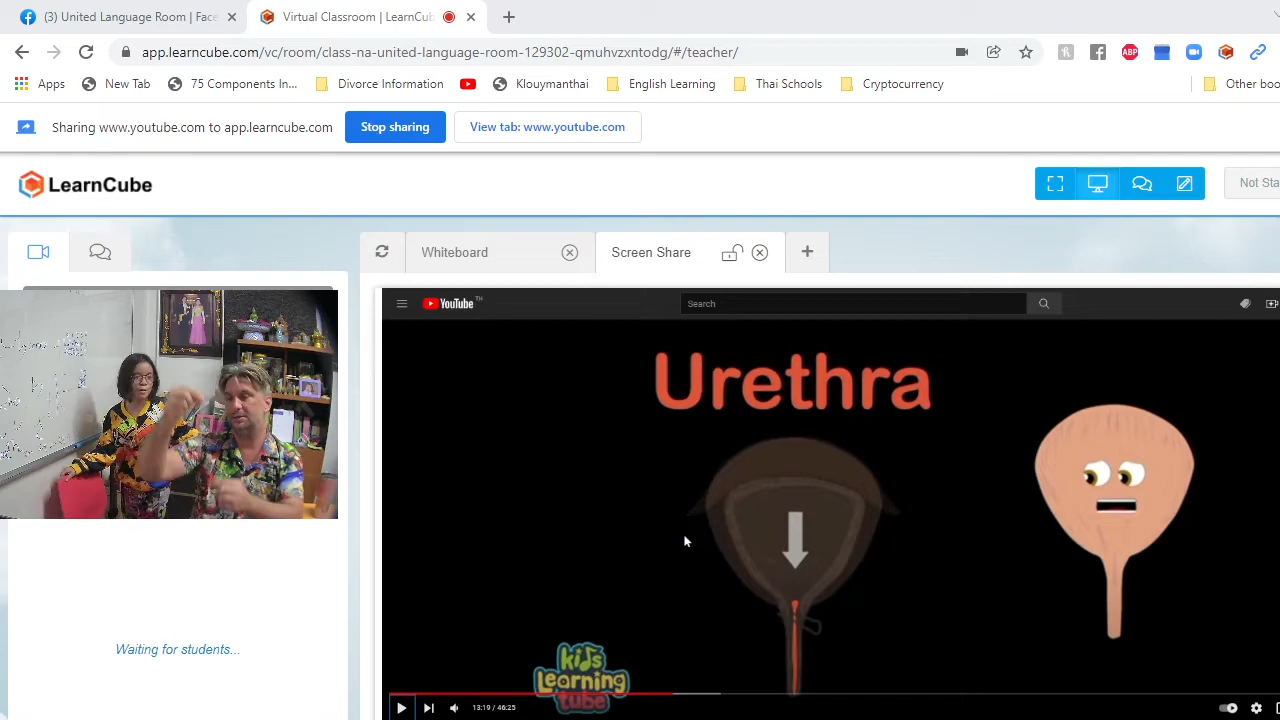 (3) United Language Room | Face
Virtual Classroom | LearnCub
app.learncube.com/vc/room/class-na-united-language-room-129302-qmuhvzxntodg/#/teacher/
ABP
Apps
New Tab
75 Components In...
Divorce Information
Klouymanthai
English Learning
Thai Schools
Cryptocurrency
Other boo
Sharing www.youtube.com to app.learncube.com
Stop sharing
View tab: www.youtube.com
LearnCube
Not Sta
Whiteboard
Screen Share
YouTube TH
Search
Urethra
Waiting for students...
kids
Learning
tube
13:19 / 46:25